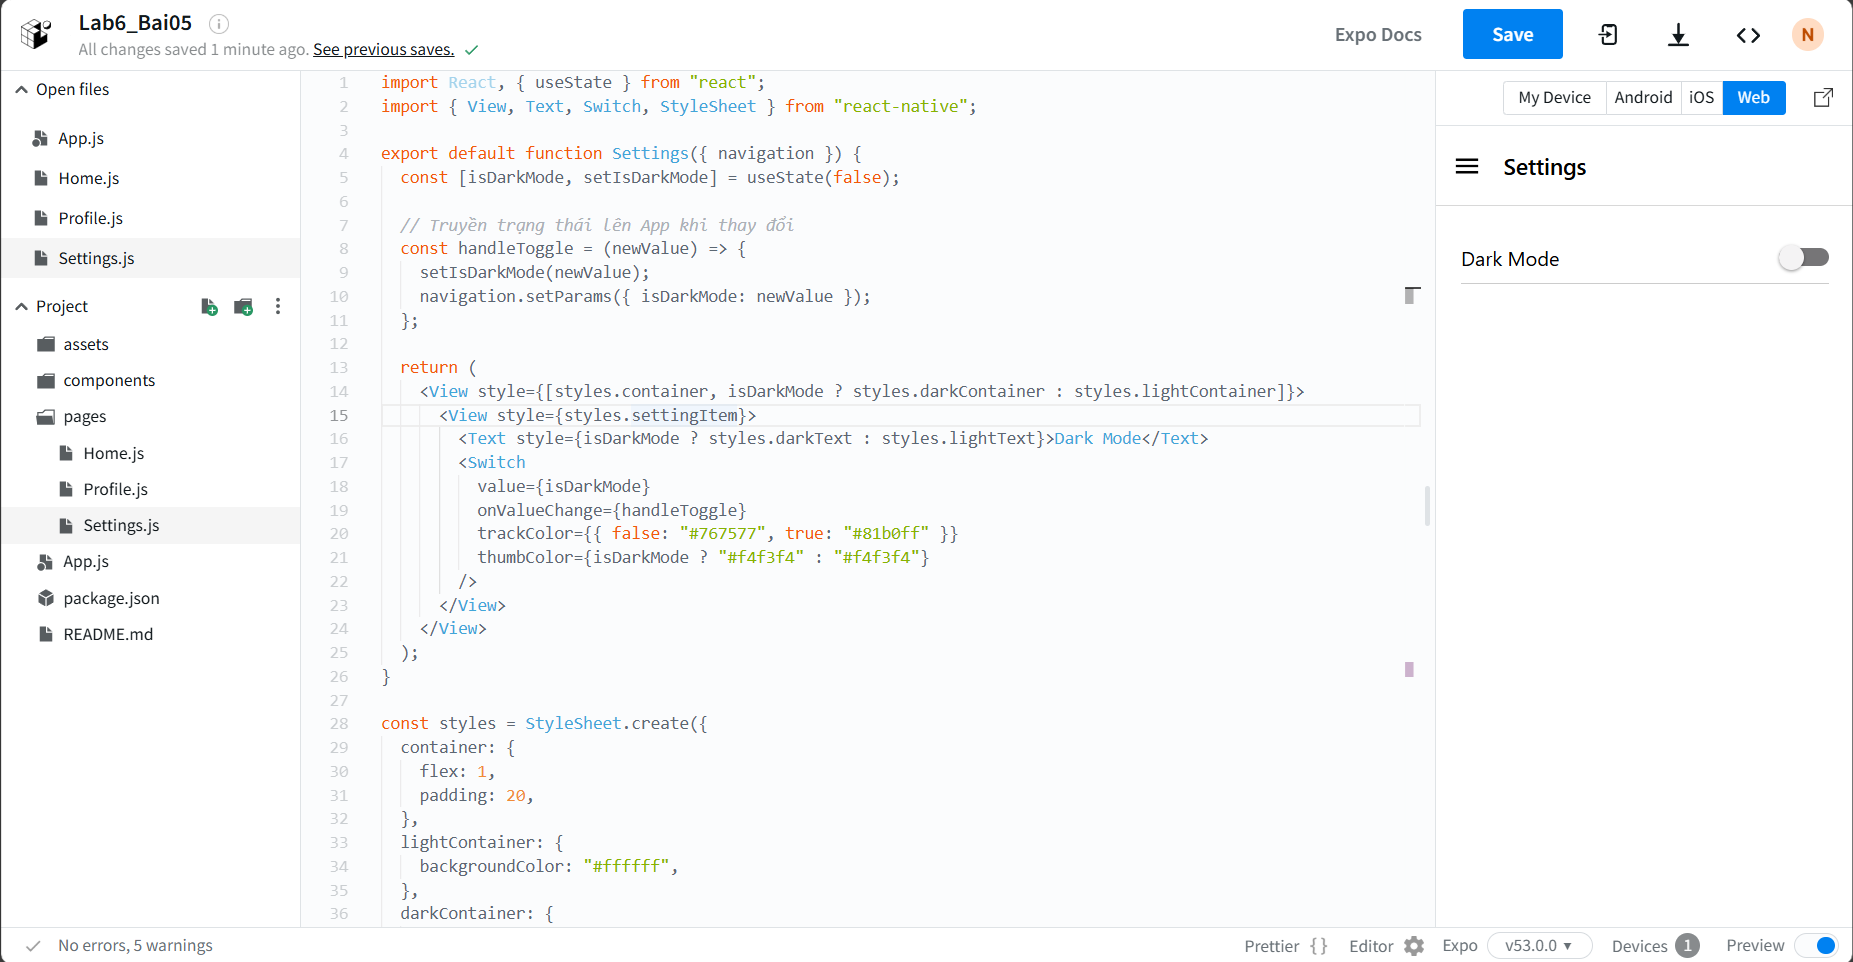 Lab6_Bai05
All changes saved 1 minute ago. See previous saves.
Expo Docs
Save
N
Open files
App.js
Home.js
Profile.js
Settings.js
Project
assets
components
pages
Home.js
Profile.js
Settings.js
App.js
package.json
README.md
1 import React, { useState } from "react";
2 import { View, Text, Switch, StyleSheet } from "react-native";
3
4 export default function Settings({ navigation }) {
5 const [isDarkMode, setIsDarkMode] = useState(false);
6
7 // Truyền trạng thái lên App khi thay đổi
8 const handleToggle = (newValue) => {
9 setIsDarkMode(newValue);
10 navigation.setParams({ isDarkMode: newValue });
11 };
12
13 return (
14 <View style={[styles.container, isDarkMode ? styles.darkContainer : styles.lightContainer]}>
15 <View style={styles.settingItem}>
16 <Text style={isDarkMode ? styles.darkText : styles.lightText}>Dark Mode</Text>
17 <Switch
18 value={isDarkMode}
19 onValueChange={handleToggle}
20 trackColor={{ false: "#767577", true: "#81b0ff" }}
21 thumbColor={isDarkMode ? "#f4f3f4" : "#f4f3f4"}
22 />
23 </View>
24 </View>
25 );
26 }
27
28 const styles = StyleSheet.create({
29 container: {
30 flex: 1,
31 padding: 20,
32 },
33 lightContainer: {
34 backgroundColor: "#ffffff",
35 },
36 darkContainer: {
My Device Android iOS Web
Settings
Dark Mode
No errors, 5 warnings
Prettier {} Editor Expo v53.0.0 Devices 1 Preview